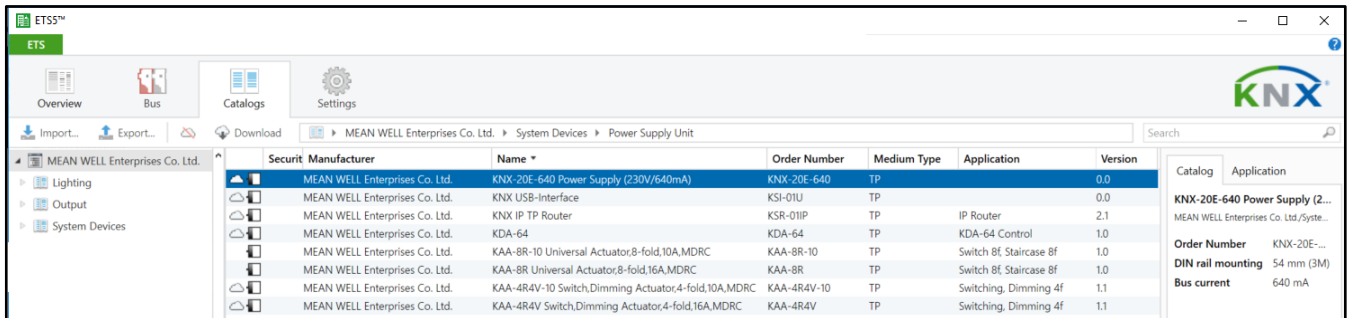 ETS5™
ETS
Overview Bus Catalogs Settings
KNX
Import... Export... Download MEAN WELL Enterprises Co. Ltd. System Devices Power Supply Unit Search
MEAN WELL Enterprises Co. Ltd.
Lighting
Output
System Devices
Securit Manufacturer Name Order Number Medium Type Application Version
MEAN WELL Enterprises Co. Ltd. KNX-20E-640 Power Supply (230V/640mA) KNX-20E-640 TP 0.0
MEAN WELL Enterprises Co. Ltd. KNX USB-Interface KSI-01U TP 0.0
MEAN WELL Enterprises Co. Ltd. KNX IP TP Router KSR-01IP TP IP Router 2.1
MEAN WELL Enterprises Co. Ltd. KDA-64 KDA-64 TP KDA-64 Control 1.0
MEAN WELL Enterprises Co. Ltd. KAA-8R-10 Universal Actuator,8-fold,10A,MDRC KAA-8R-10 TP Switch 8f, Staircase 8f 1.0
MEAN WELL Enterprises Co. Ltd. KAA-8R Universal Actuator,8-fold,16A,MDRC KAA-8R TP Switch 8f, Staircase 8f 1.0
MEAN WELL Enterprises Co. Ltd. KAA-4R4V-10 Switch,Dimming Actuator,4-fold,10A,MDRC KAA-4R4V-10 TP Switching, Dimming 4f 1.1
MEAN WELL Enterprises Co. Ltd. KAA-4R4V Switch,Dimming Actuator,4-fold,16A,MDRC KAA-4R4V TP Switching, Dimming 4f 1.1
Catalog Application
KNX-20E-640 Power Supply (2...
MEAN WELL Enterprises Co. Ltd./Syste...
Order Number KNX-20E-...
DIN rail mounting 54 mm (3M)
Bus current 640 mA